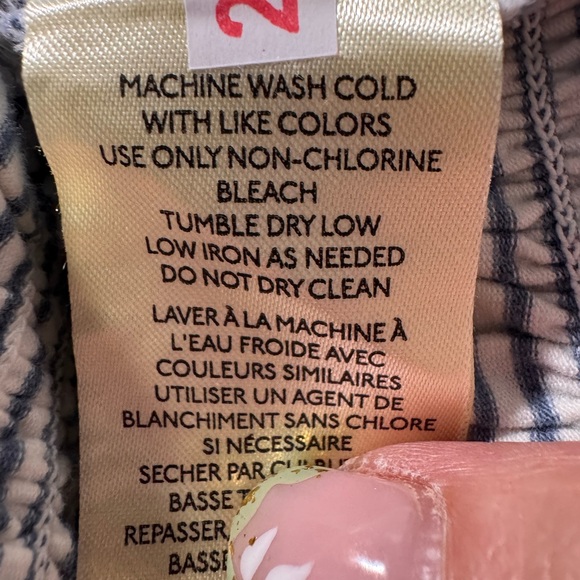 2
MACHINE WASH COLD
WITH LIKE COLORS
USE ONLY NON-CHLORINE
BLEACH
TUMBLE DRY LOW
LOW IRON AS NEEDED
DO NOT DRY CLEAN
LAVER À LA MACHINE À
L'EAU FROIDE AVEC
COULEURS SIMILAIRES
UTILISER UN AGENT DE
BLANCHIMENT SANS CHLORE
SI NÉCESSAIRE
SECHER PAR
BASSE
REPASSER